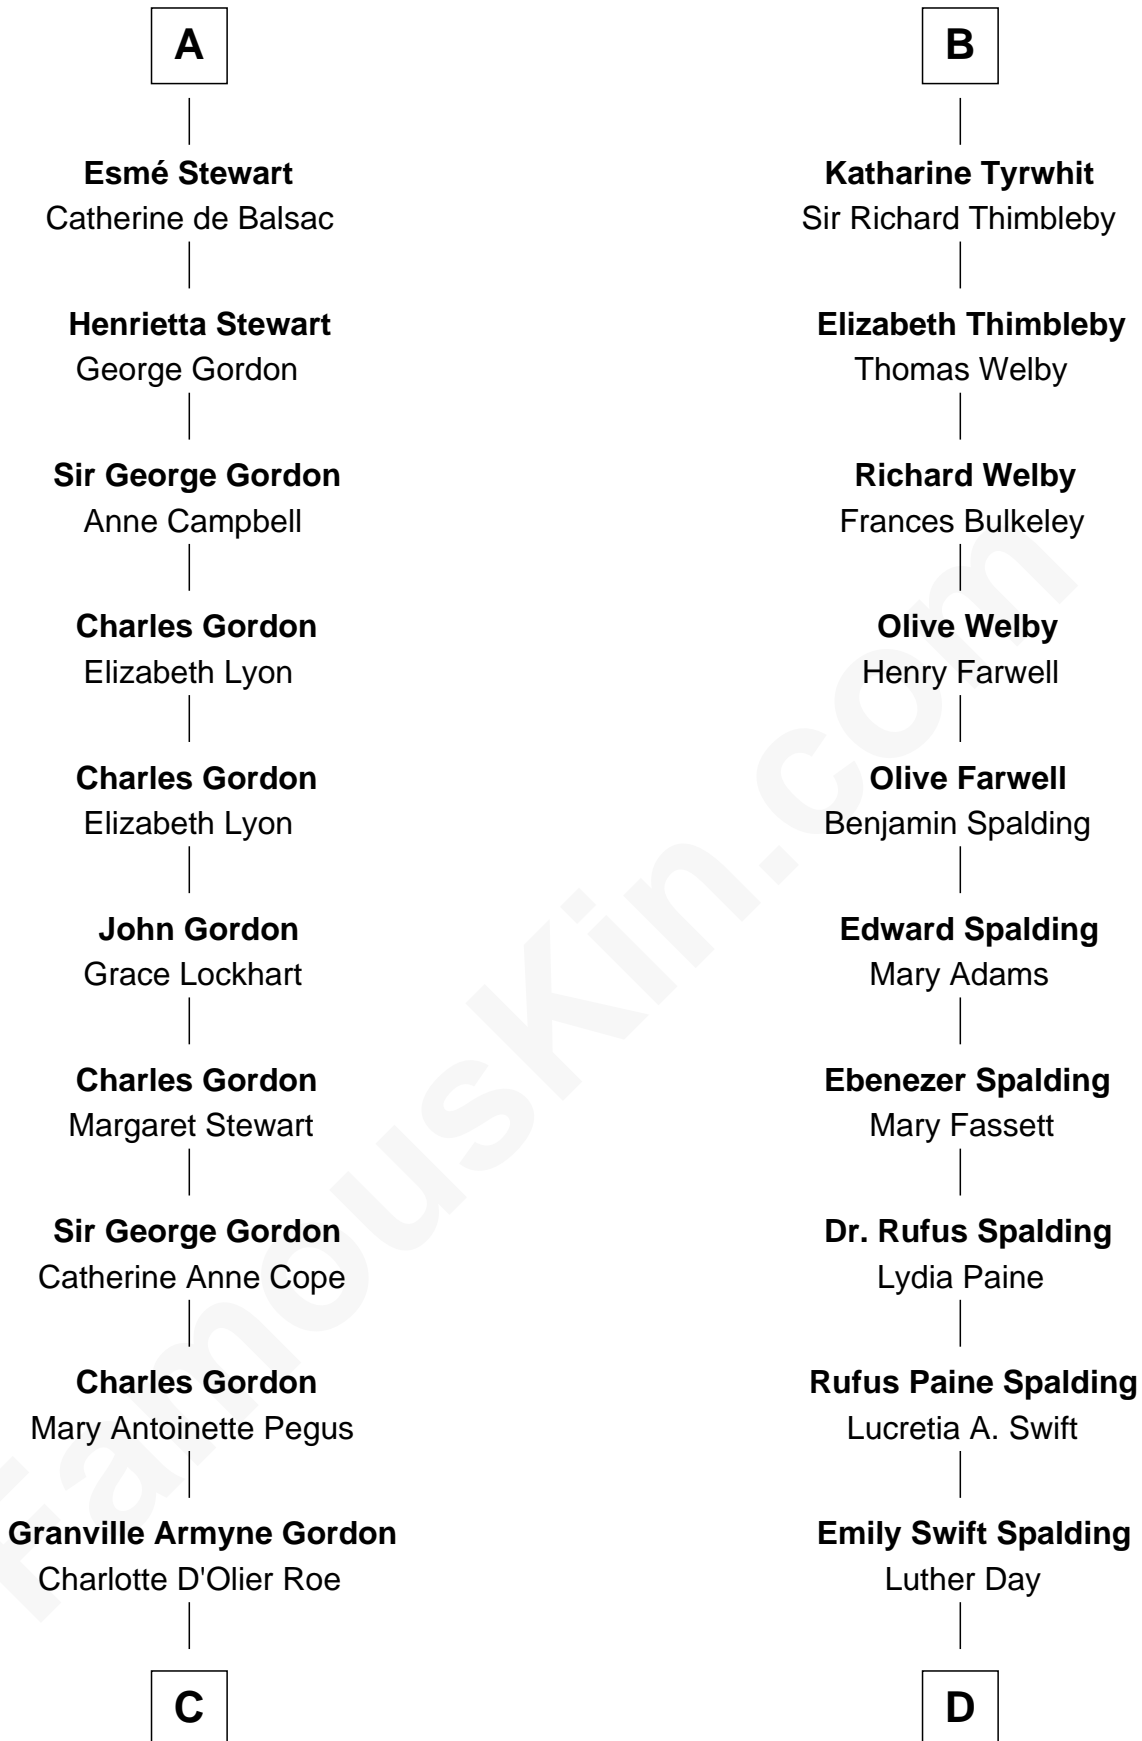 A
Esmé Stewart
Catherine de Balsac
Henrietta Stewart
George Gordon
Sir George Gordon
Anne Campbell
Charles Gordon
Elizabeth Lyon
Charles Gordon
Elizabeth Lyon
John Gordon
Grace Lockhart
Charles Gordon
Margaret Stewart
Sir George Gordon
Catherine Anne Cope
Charles Gordon
Mary Antoinette Pegus
Granville Armyne Gordon
Charlotte D'Olier Roe
C
B
Katharine Tyrwhit
Sir Richard Thimbleby
Elizabeth Thimbleby
Thomas Welby
Richard Welby
Frances Bulkeley
Olive Welby
Henry Farwell
Olive Farwell
Benjamin Spalding
Edward Spalding
Mary Adams
Ebenezer Spalding
Mary Fassett
Dr. Rufus Spalding
Lydia Paine
Rufus Paine Spalding
Lucretia A. Swift
Emily Swift Spalding
Luther Day
D
FamousKin.com